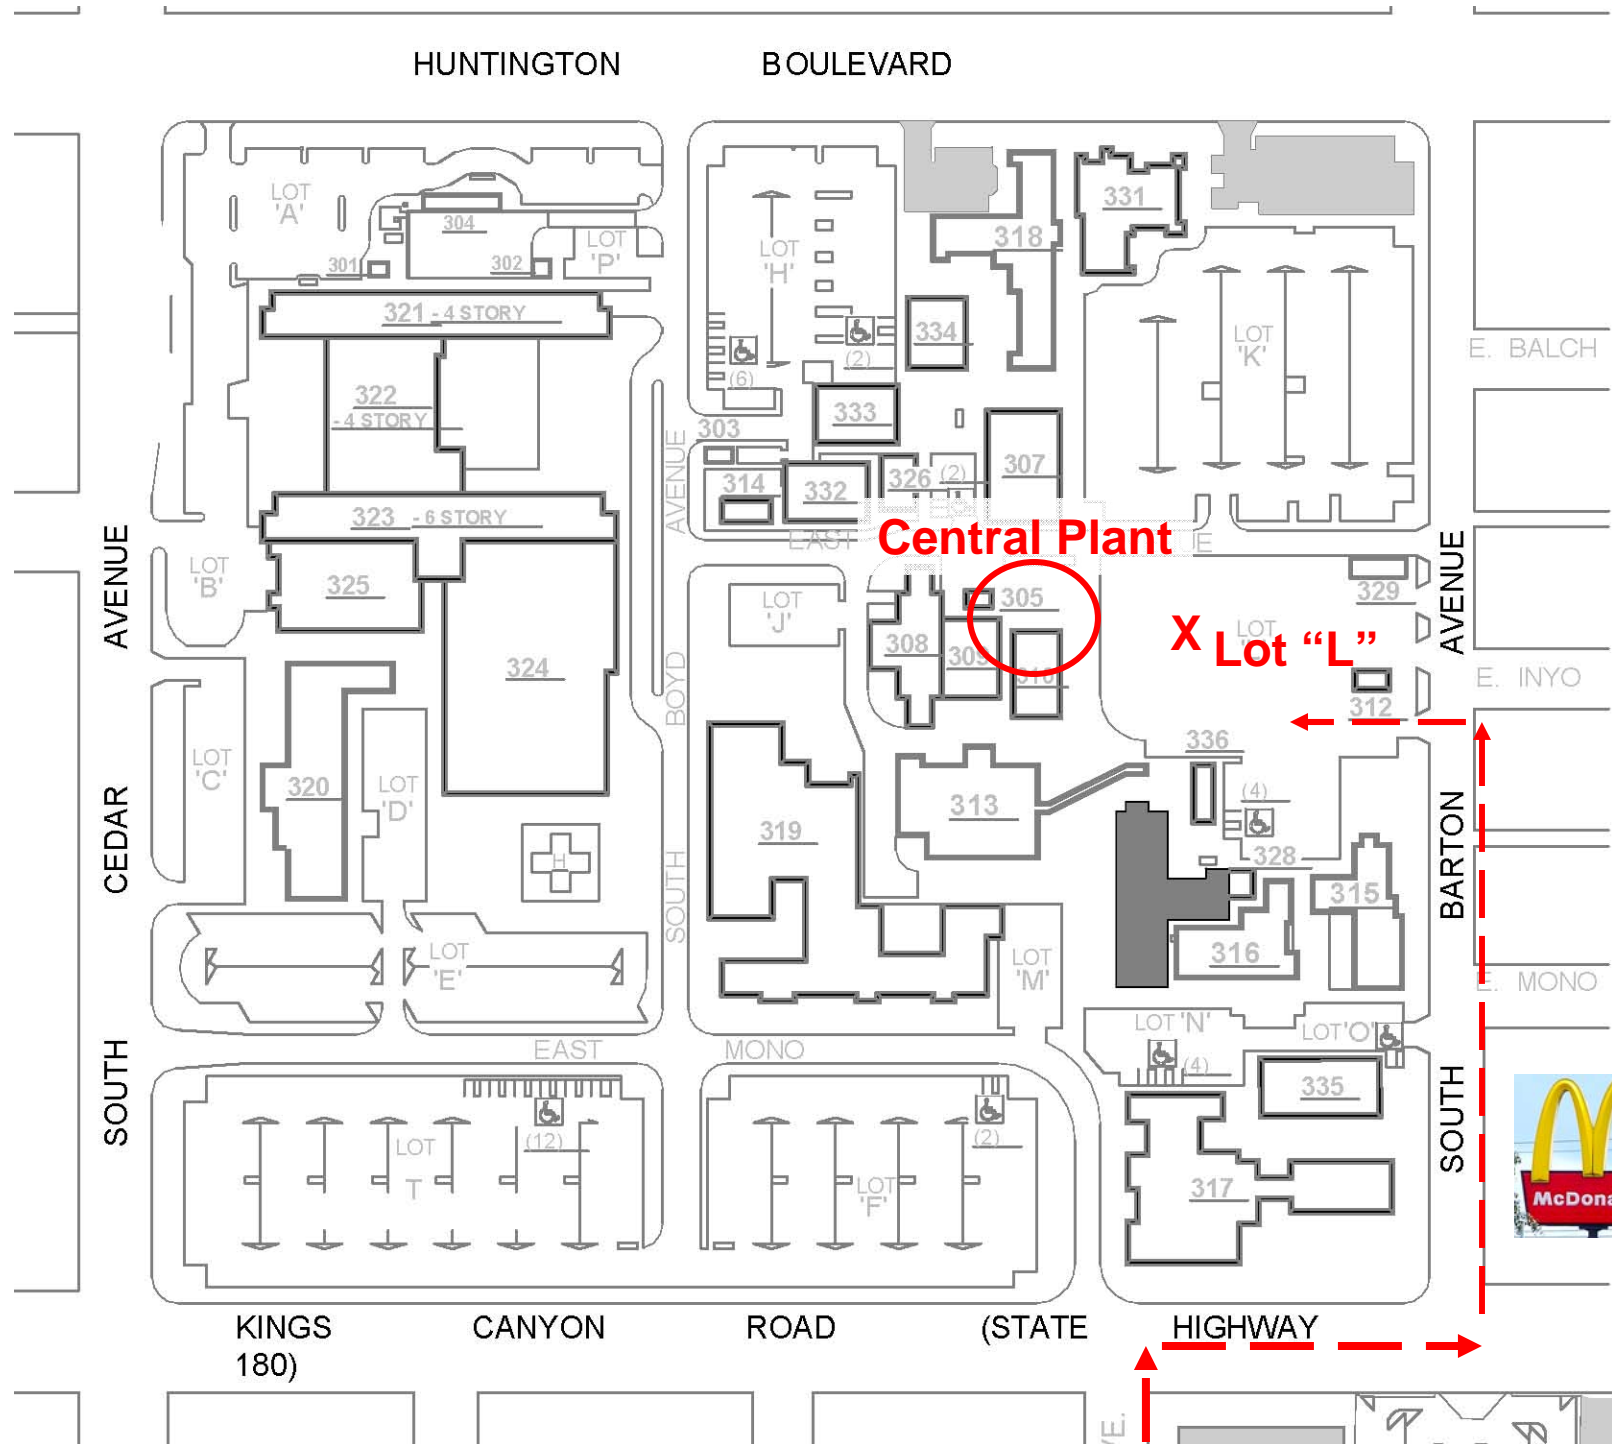 HUNTINGTON BOULEVARD
LOT
'A'
304
301
302
LOT
'P'
LOT
'H'
318
331
321 - 4 STORY
334
(6)
(2)
LOT
'K'
E. BALCH
322
- 4 STORY
333
303
AVENUE
314
332
326
(2)
307
323 - 6 STORY
EAST
Central Plant
AVENUE
LOT
'B'
325
LOT
'J'
305
329
AVENUE
308
309
310
X Lot “L”
324
BOYD
E. INYO
312
LOT
'C'
320
LOT
'D'
336
CEDAR
319
313
(4)
BARTON
H
328
315
SOUTH
LOT
'E'
LOT
'M'
316
E. MONO
LOT 'N'
LOT 'O'
EAST MONO
(4)
SOUTH
335
SOUTH
(12)
(2)
LOT
T
LOT
'F'
317
McDona
KINGS CANYON ROAD (STATE HIGHWAY
180)